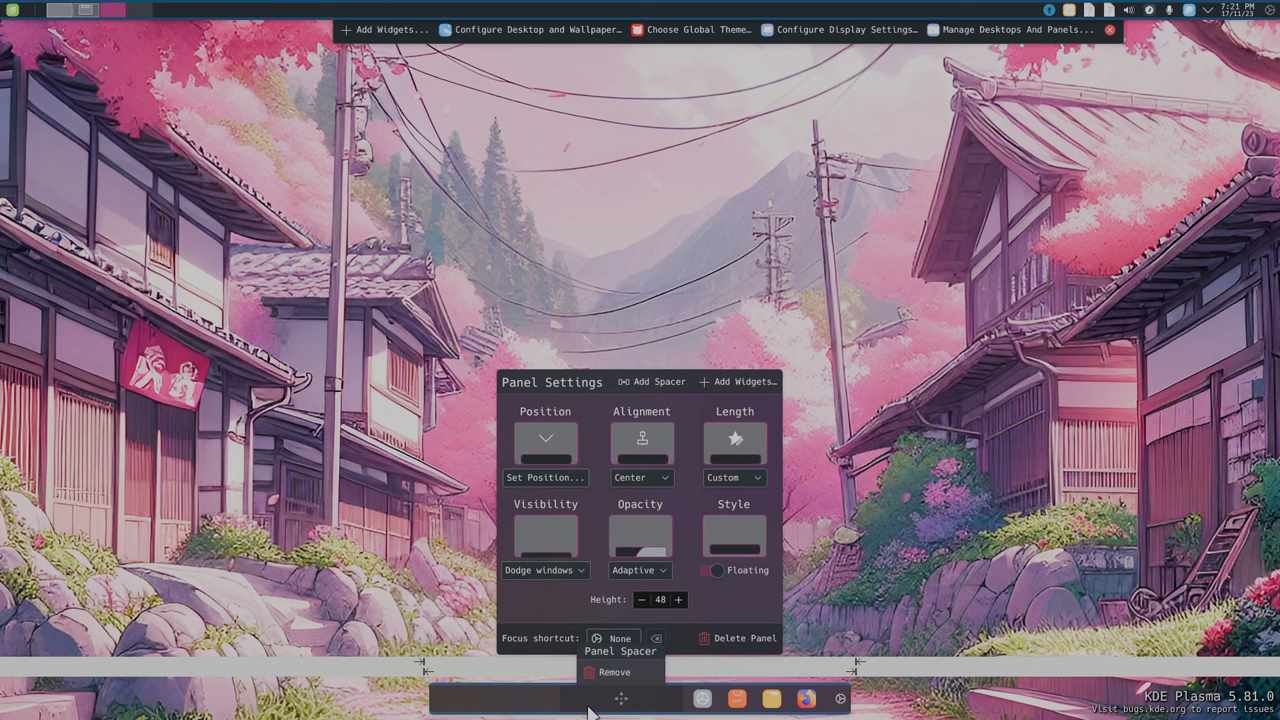 7:21 PM
17/11/23
Add Widgets...
Configure Desktop and Wallpaper...
Choose Global Theme...
Configure Display Settings...
Manage Desktops And Panels...
Panel Settings
Add Spacer
Add Widgets...
Position
Alignment
Length
Set Position...
Center
Custom
Visibility
Opacity
Style
Dodge windows
Adaptive
Floating
Height:
− 48 +
Focus shortcut:
None
Delete Panel
Panel Spacer
Remove
KDE Plasma 5.81.0
Visit bugs.kde.org to report issues